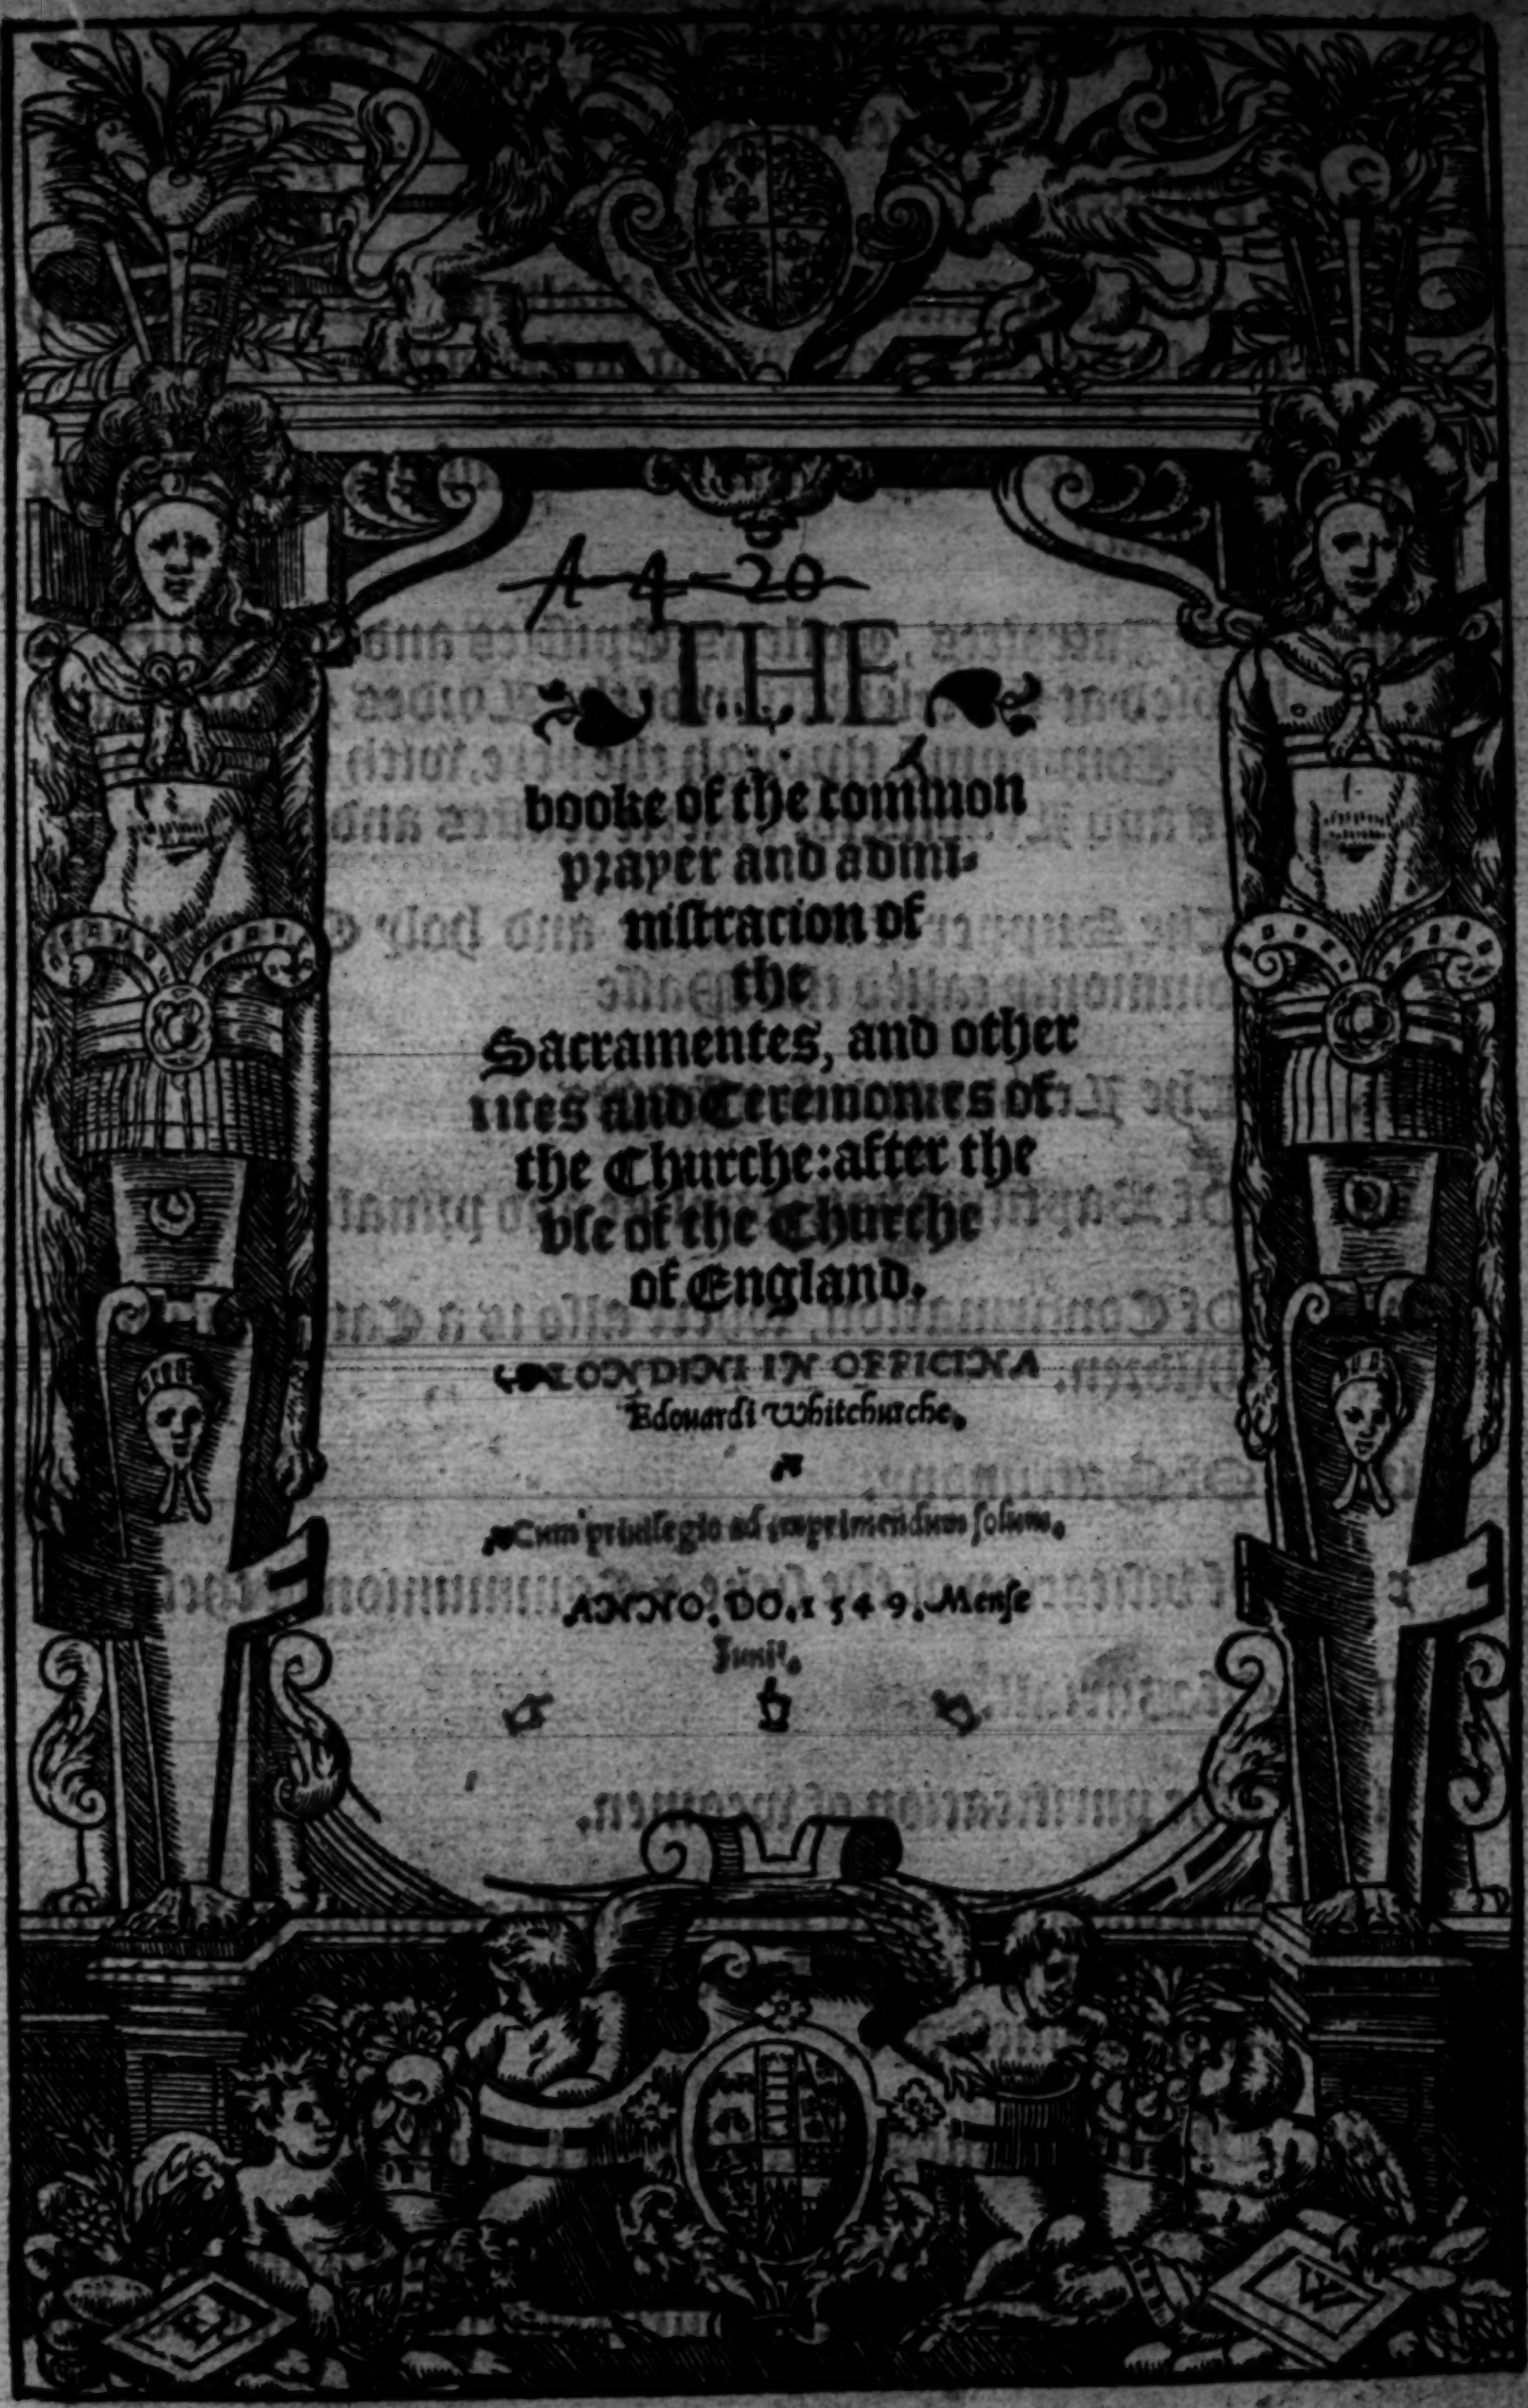 A-4-20
THE
booke of the common
prayer and admi-
nistracion of
the
Sacramentes, and other
rites and Ceremonies of
the Churche: after the
vse of the Churche
of England.
LONDINI IN OFFICINA
Edouardi Whitchurche.
Cum priuilegio ad imprimendum solum.
ANNO. DO. 1549. Mense
Junii.
E
W